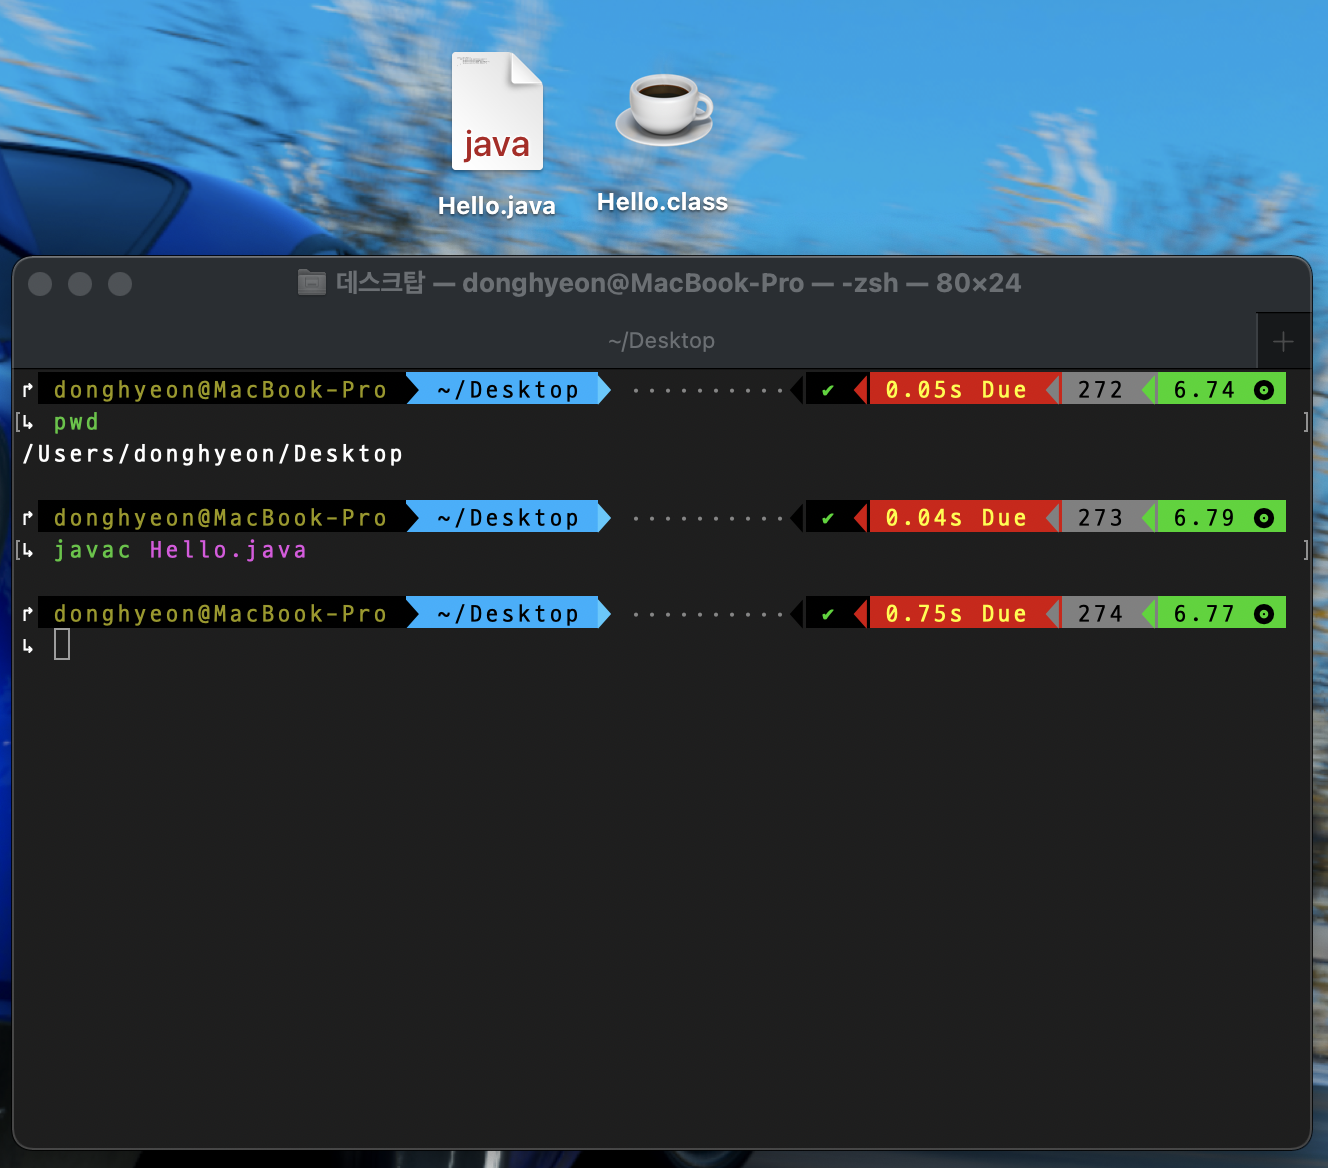 java
Hello.java
Hello.class
데스크탑 — donghyeon@MacBook-Pro — -zsh — 80×24
~/Desktop
+
┌► donghyeon@MacBook-Pro ~/Desktop ·········· ✔ 0.05s Due 272 6.74
[↳ pwd ]
/Users/donghyeon/Desktop
┌► donghyeon@MacBook-Pro ~/Desktop ·········· ✔ 0.04s Due 273 6.79
[↳ javac Hello.java ]
┌► donghyeon@MacBook-Pro ~/Desktop ·········· ✔ 0.75s Due 274 6.77
↳